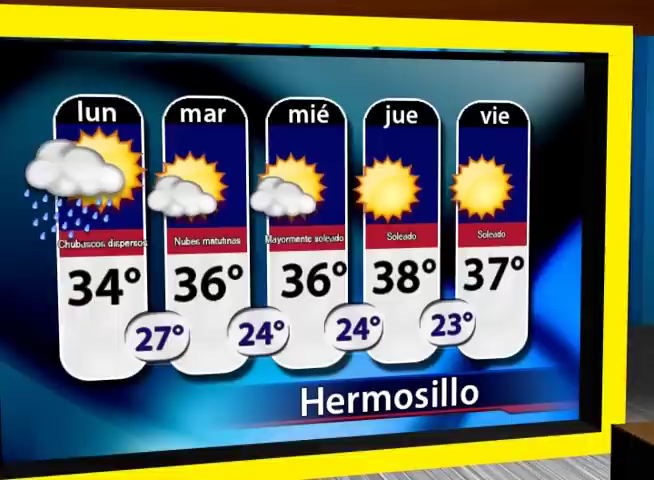 lun mar mié jue vie
Chubascos dispersos Nubes matutinas Mayormente soleado Soleado Soleado
34° 36° 36° 38° 37°
27° 24° 24° 23°
Hermosillo